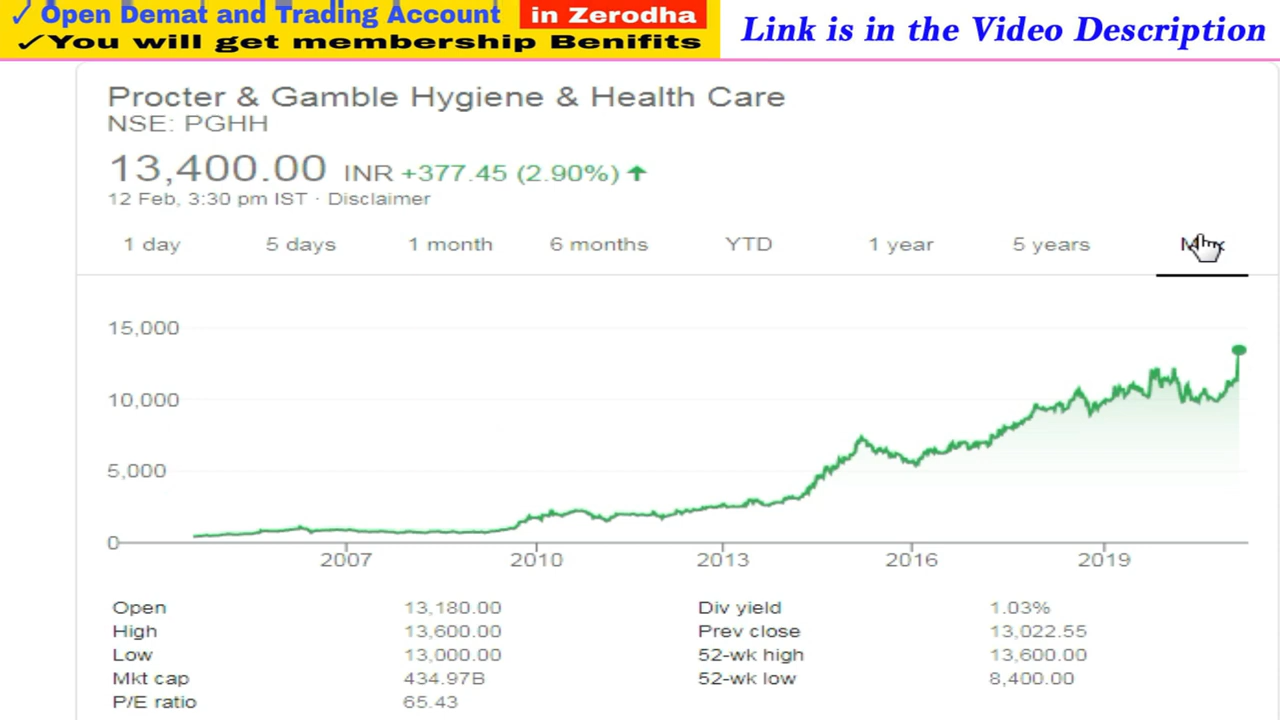 ✓ Open Demat and Trading Account in Zerodha
✓You will get membership Benifits
Link is in the Video Description
Procter & Gamble Hygiene & Health Care
NSE: PGHH
13,400.00 INR +377.45 (2.90%) ↑
12 Feb, 3:30 pm IST · Disclaimer
1 day 5 days 1 month 6 months YTD 1 year 5 years
15,000
10,000
5,000
0
2007 2010 2013 2016 2019
Open 13,180.00 Div yield 1.03%
High 13,600.00 Prev close 13,022.55
Low 13,000.00 52-wk high 13,600.00
Mkt cap 434.97B 52-wk low 8,400.00
P/E ratio 65.43